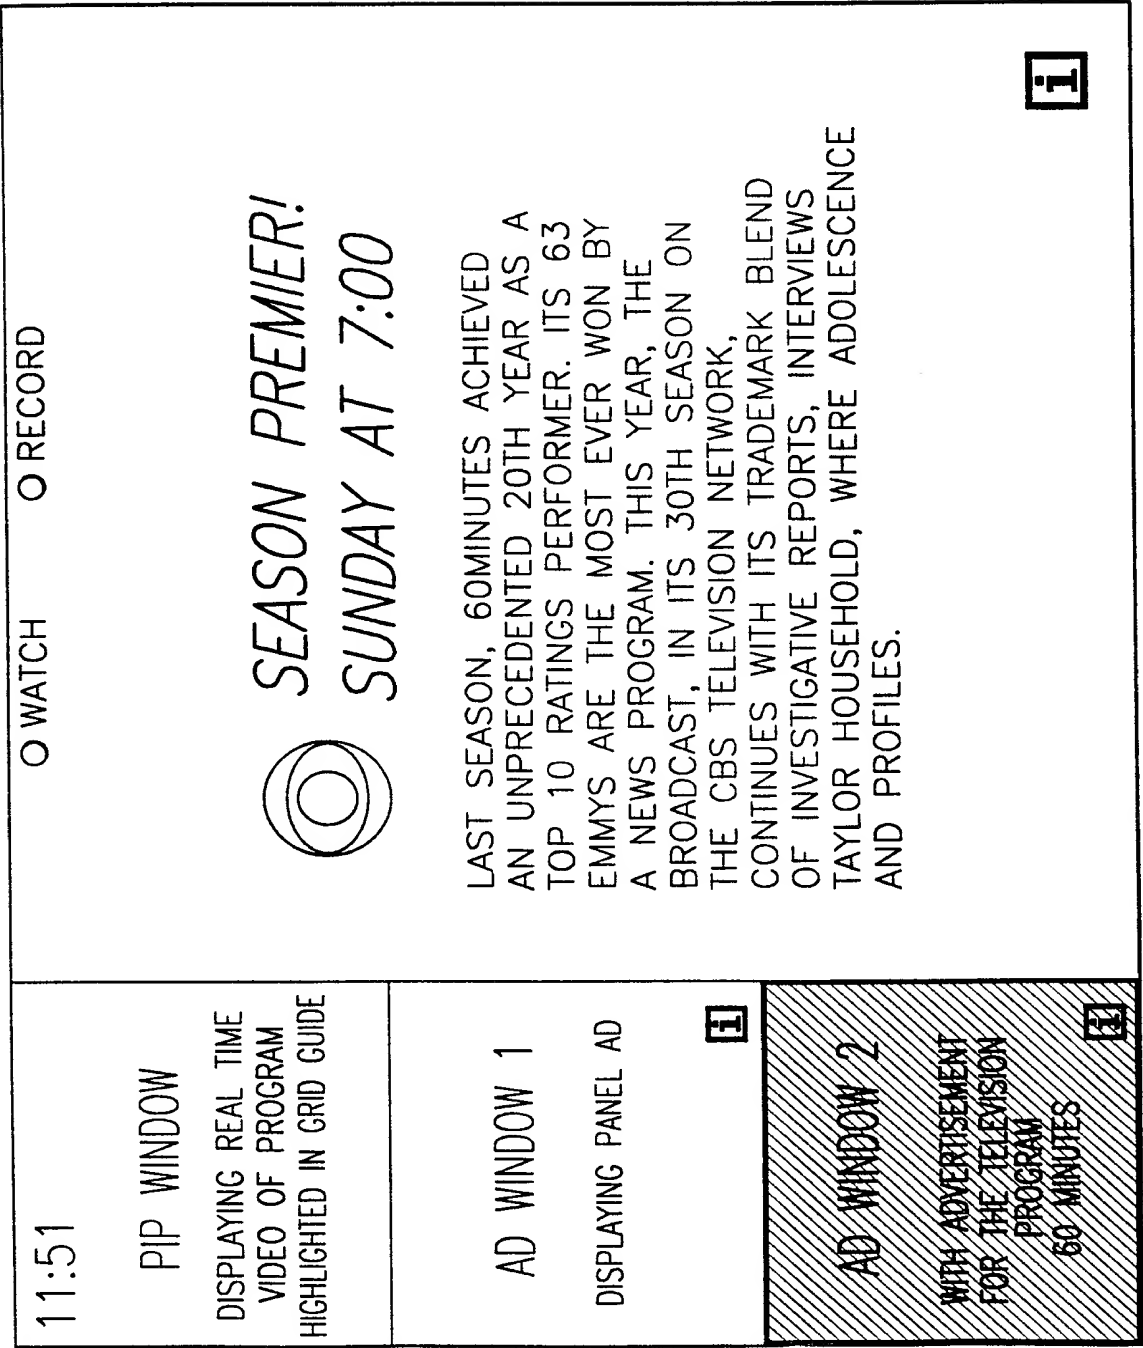 11:51
PIP WINDOW
DISPLAYING REAL TIME
VIDEO OF PROGRAM
HIGHLIGHTED IN GRID GUIDE
AD WINDOW 1
DISPLAYING PANEL AD
i
AD WINDOW 2
WITH ADVERTISEMENT
FOR THE TELEVISION
PROGRAM
60 MINUTES
i
O WATCH O RECORD
SEASON PREMIER!
SUNDAY AT 7:00
LAST SEASON, 60MINUTES ACHIEVED
AN UNPRECEDENTED 20TH YEAR AS A
TOP 10 RATINGS PERFORMER. ITS 63
EMMYS ARE THE MOST EVER WON BY
A NEWS PROGRAM. THIS YEAR, THE
BROADCAST, IN ITS 30TH SEASON ON
THE CBS TELEVISION NETWORK,
CONTINUES WITH ITS TRADEMARK BLEND
OF INVESTIGATIVE REPORTS, INTERVIEWS
TAYLOR HOUSEHOLD, WHERE ADOLESCENCE
AND PROFILES.
i